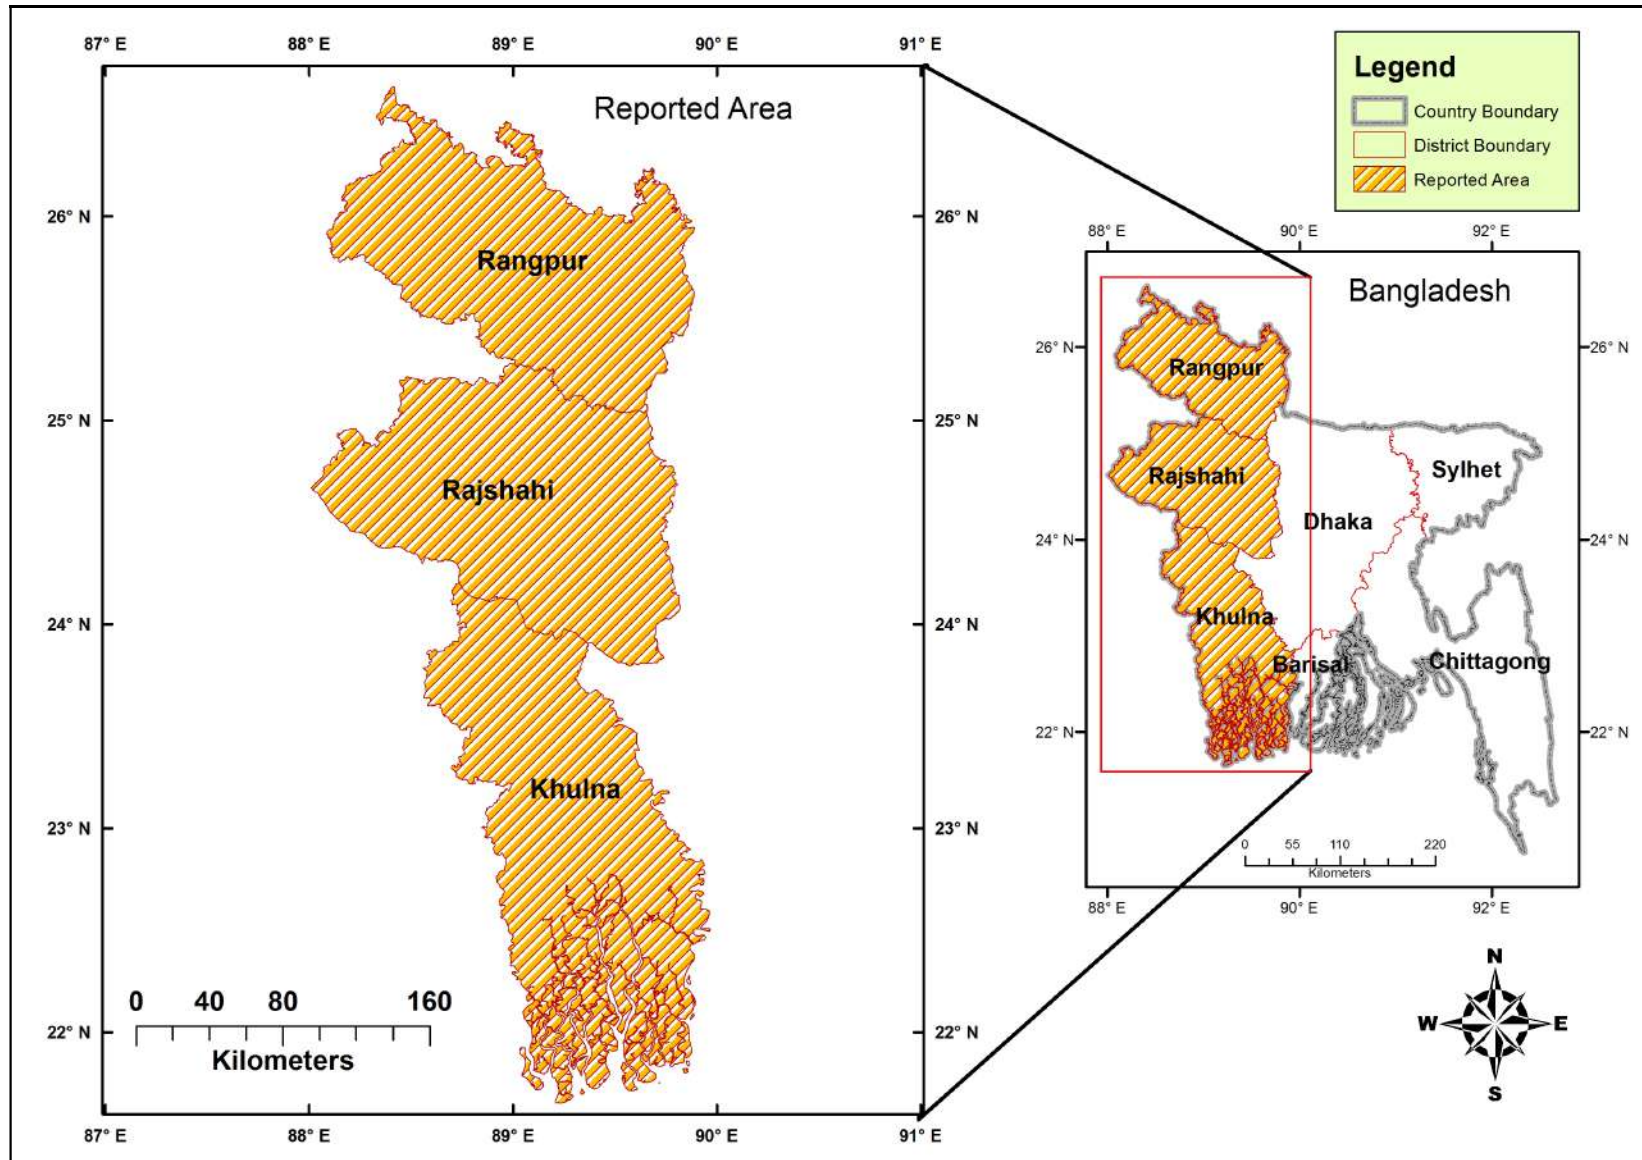 87° E 88° E 89° E 90° E 91° E
Reported Area
26° N 26° N
25° N 25° N
24° N 24° N
23° N 23° N
22° N 22° N
Rangpur
Rajshahi
Khulna
0 40 80 160
Kilometers
87° E 88° E 89° E 90° E 91° E
Legend
Country Boundary
District Boundary
Reported Area
88° E 90° E 92° E
Bangladesh
26° N 26° N
24° N 24° N
22° N 22° N
Rangpur
Rajshahi
Sylhet
Dhaka
Khulna
Barisal
Chittagong
0 55 110 220
Kilometers
88° E 90° E 92° E
N
W E
S